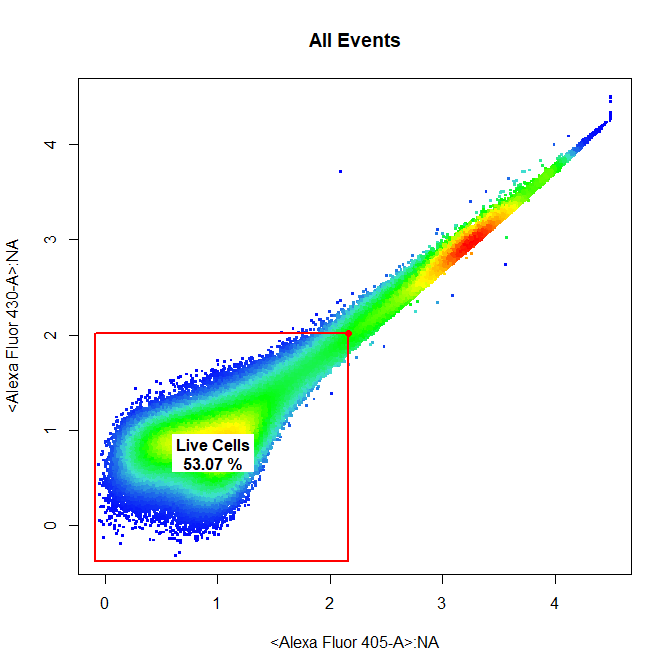 All Events
<Alexa Fluor 430-A>:NA
4
3
2
1
0
Live Cells
53.07 %
0 1 2 3 4
<Alexa Fluor 405-A>:NA